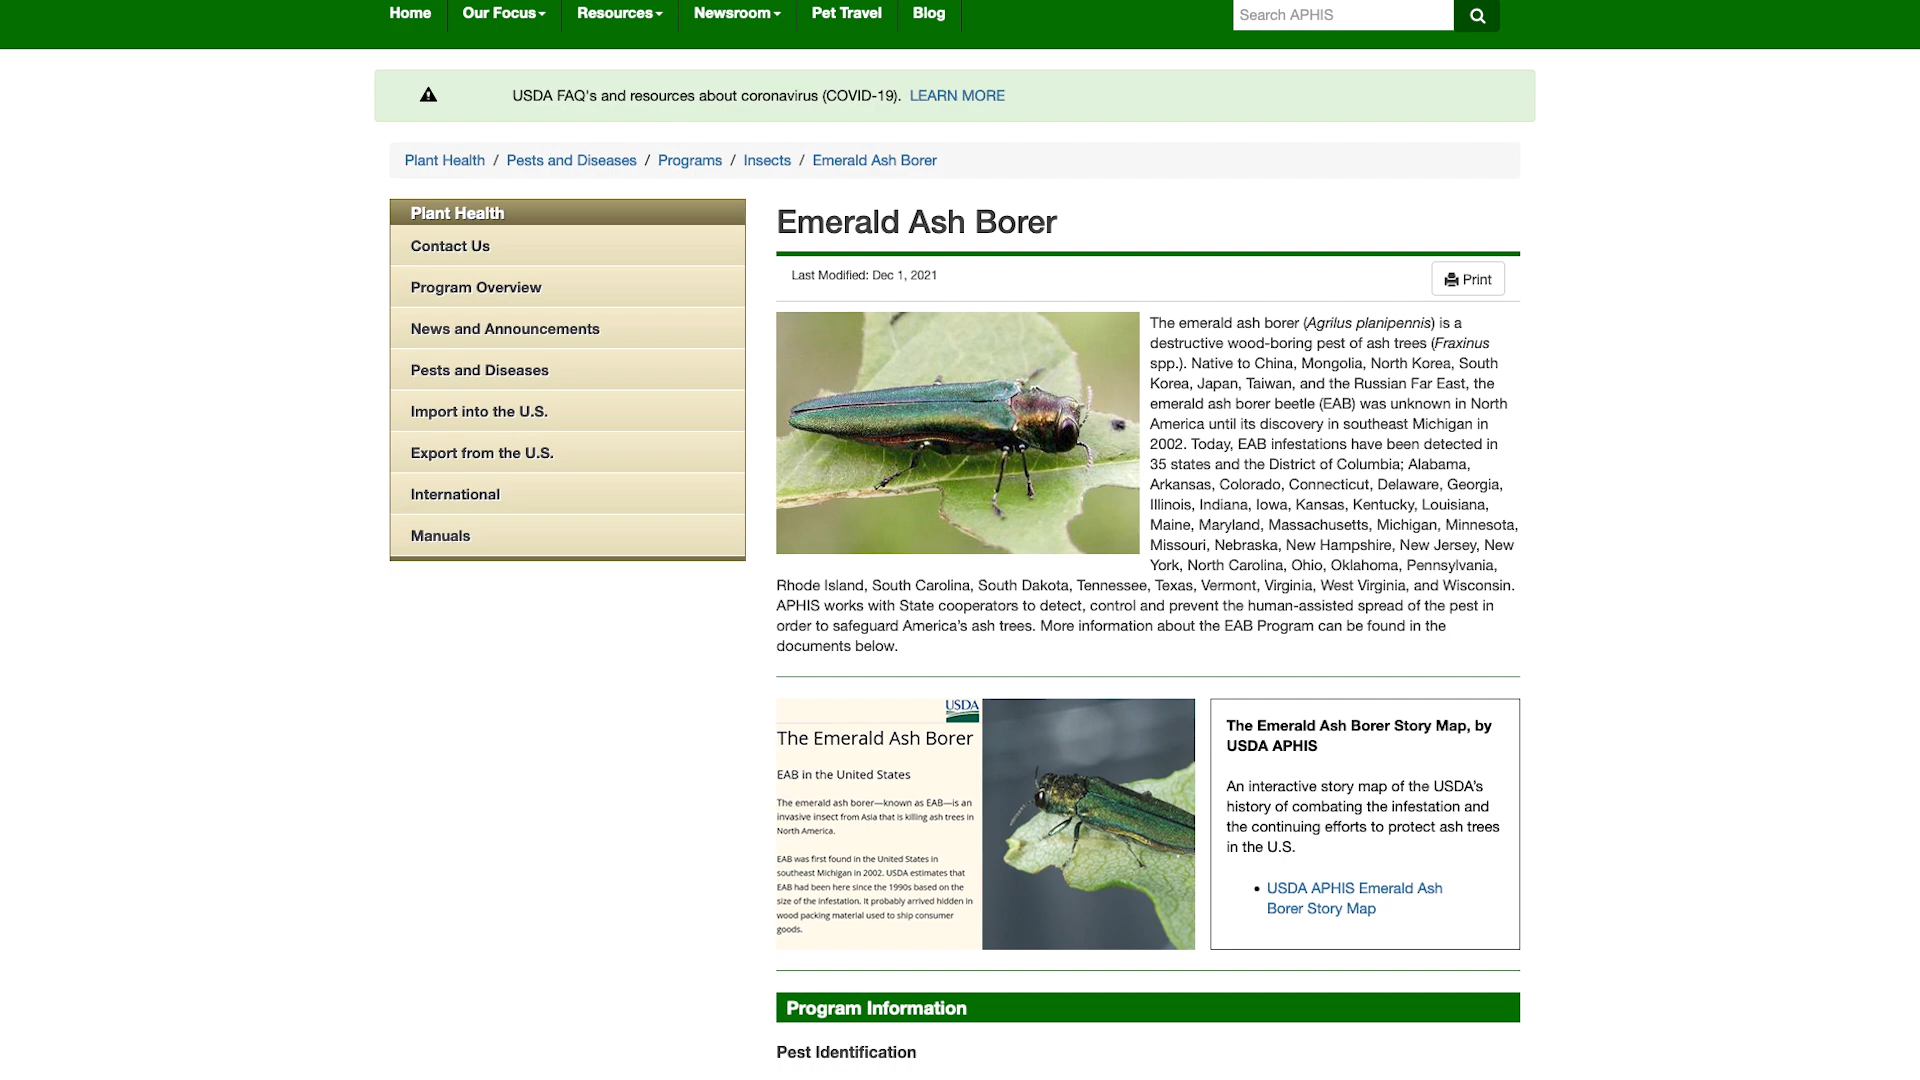 Home Our Focus Resources Newsroom Pet Travel Blog Search APHIS
USDA FAQ's and resources about coronavirus (COVID-19). LEARN MORE
Plant Health / Pests and Diseases / Programs / Insects / Emerald Ash Borer
Plant Health
Contact Us
Program Overview
News and Announcements
Pests and Diseases
Import into the U.S.
Export from the U.S.
International
Manuals
Emerald Ash Borer
Last Modified: Dec 1, 2021
Print
The emerald ash borer (Agrilus planipennis) is a
destructive wood-boring pest of ash trees (Fraxinus
spp.). Native to China, Mongolia, North Korea, South
Korea, Japan, Taiwan, and the Russian Far East, the
emerald ash borer beetle (EAB) was unknown in North
America until its discovery in southeast Michigan in
2002. Today, EAB infestations have been detected in
35 states and the District of Columbia; Alabama,
Arkansas, Colorado, Connecticut, Delaware, Georgia,
Illinois, Indiana, Iowa, Kansas, Kentucky, Louisiana,
Maine, Maryland, Massachusetts, Michigan, Minnesota,
Missouri, Nebraska, New Hampshire, New Jersey, New
York, North Carolina, Ohio, Oklahoma, Pennsylvania,
Rhode Island, South Carolina, South Dakota, Tennessee, Texas, Vermont, Virginia, West Virginia, and Wisconsin.
APHIS works with State cooperators to detect, control and prevent the human-assisted spread of the pest in
order to safeguard America's ash trees. More information about the EAB Program can be found in the
documents below.
USDA
The Emerald Ash Borer
EAB in the United States
The emerald ash borer—known as EAB—is an
invasive insect from Asia that is killing ash trees in
North America.
EAB was first found in the United States in
southeast Michigan in 2002. USDA estimates that
EAB had been here since the 1990s based on the
size of the infestation. It probably arrived hidden in
wood packing material used to ship consumer
goods.
The Emerald Ash Borer Story Map, by
USDA APHIS
An interactive story map of the USDA's
history of combating the infestation and
the continuing efforts to protect ash trees
in the U.S.
• USDA APHIS Emerald Ash
Borer Story Map
Program Information
Pest Identification